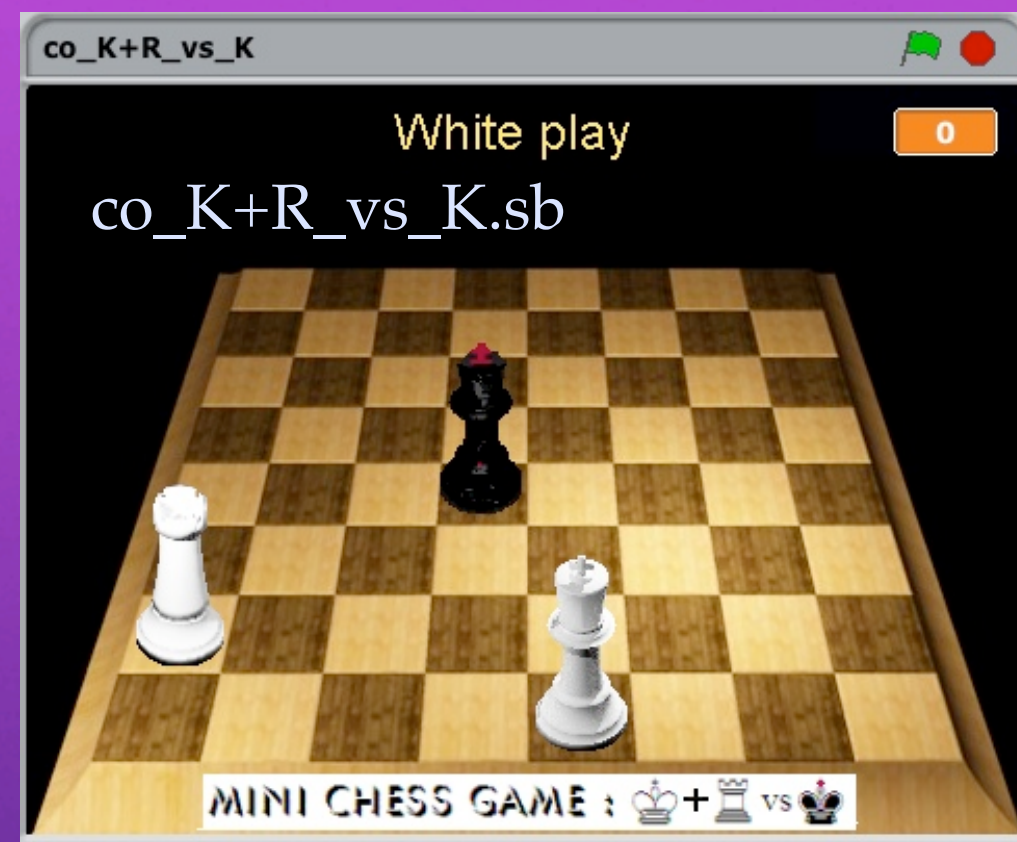 co_K+R_vs_K
White play
0
co_K+R_vs_K.sb
MINI CHESS GAME : ♔+♖ vs ♚